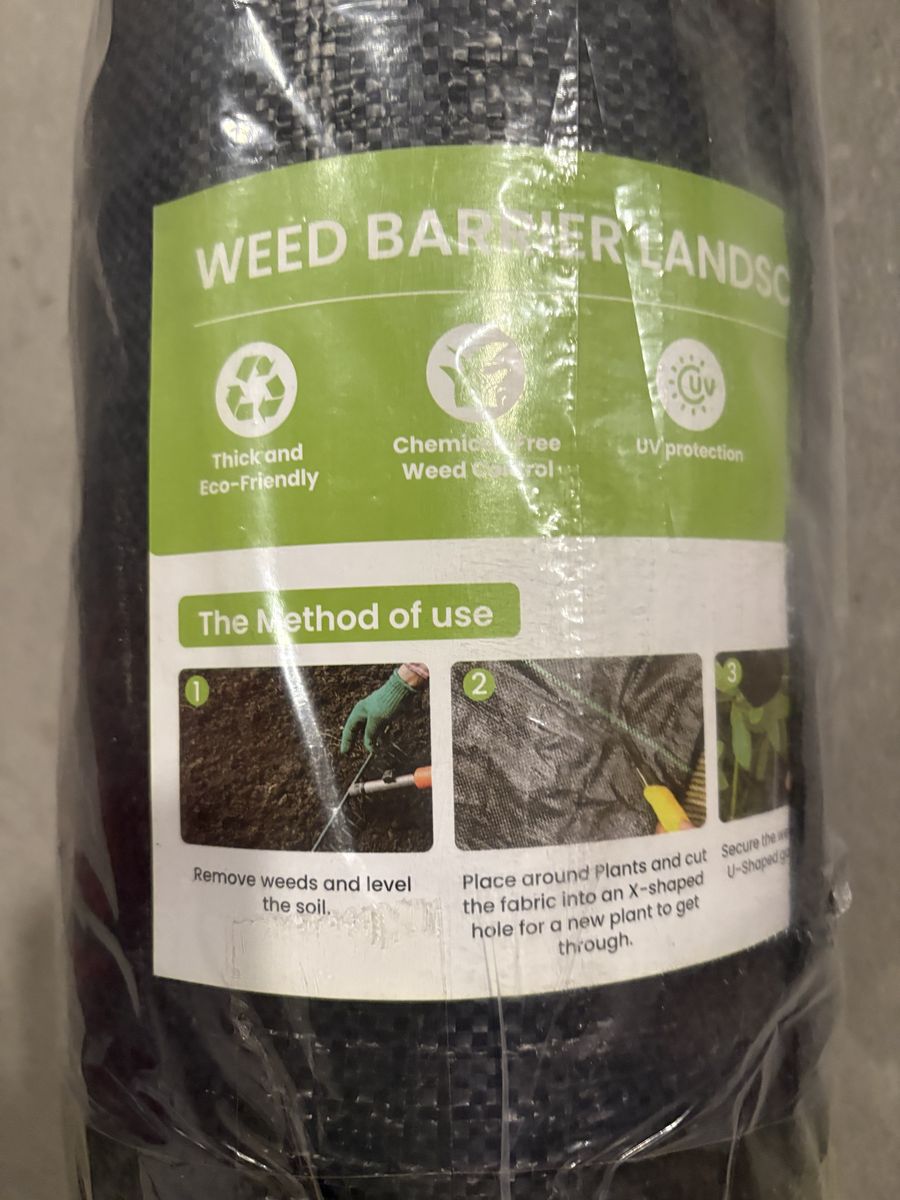 WEED BARRIER LANDSC
Thick and
Eco-Friendly
Chemical Free
Weed Control
UV
UV protection
The Method of use
1
2
3
Remove weeds and level
the soil.
Place around Plants and cut
the fabric into an X-shaped
hole for a new plant to get
through.
Secure the we
U-Shaped ga